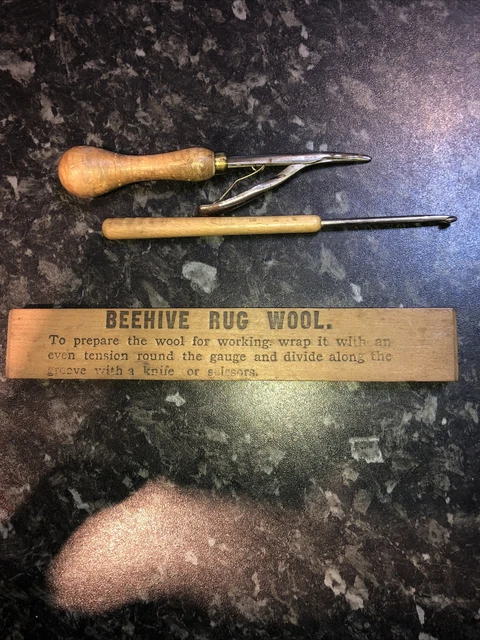 BEEHIVE RUG WOOL.
To prepare the wool for working, wrap it with an
even tension round the gauge and divide along the
groove with a knife or scissors.